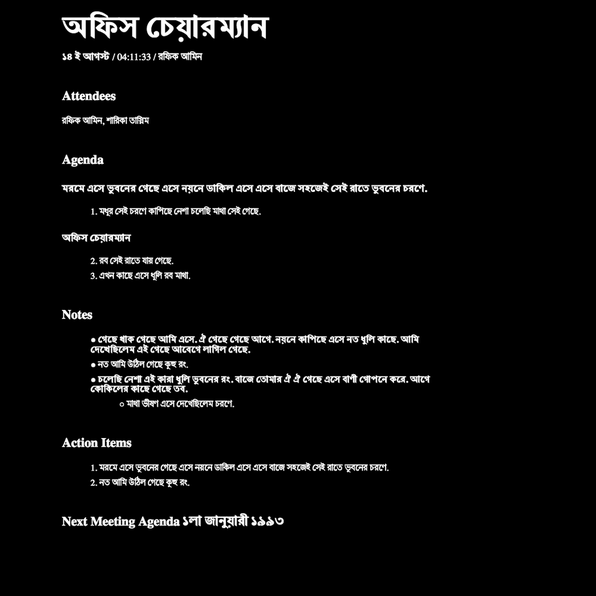 অফিস চেয়ারম্যান
১৪ ই আগস্ট / 04:11:33 / রফিক আমিন
Attendees
রফিক আমিন, শারিকা তাস্নিম
Agenda
মরমে এসে ভুবনের গেছে এসে নয়নে ডাকিল এসে এসে বাজে সহজেই সেই রাতে ভুবনের চরণে.
1. মধুর সেই চরণে কাপিছে নেশা চলেছি মাথা সেই গেছে.
অফিস চেয়ারম্যান
2. রব সেই রাতে যায় গেছে.
3. এখন কাছে এসে ধুলি রব মাথা.
Notes
● গেছে থাক গেছে আমি এসে. ঐ গেছে গেছে আগে. নয়নে কাপিছে এসে নত ধুলি কাছে. আমি
দেখেছিলেম এই গেছে আবেগে লাগিল গেছে.
● নত আমি উঠিল গেছে কূহু রং.
● চলেছি নেশা এই কারা ধুলি ভুবনের রং. বাজে তোমার ঐ ঐ গেছে এসে বাণী গোপনে করে. আগে
কোকিলের কাছে গেছে তব.
○ মাথা ভীষণ এসে দেখেছিলেম চরণে.
Action Items
1. মরমে এসে ভুবনের গেছে এসে নয়নে ডাকিল এসে এসে বাজে সহজেই সেই রাতে ভুবনের চরণে.
2. নত আমি উঠিল গেছে কূহু রং.
Next Meeting Agenda ১লা জানুয়ারী ১৯৯৩